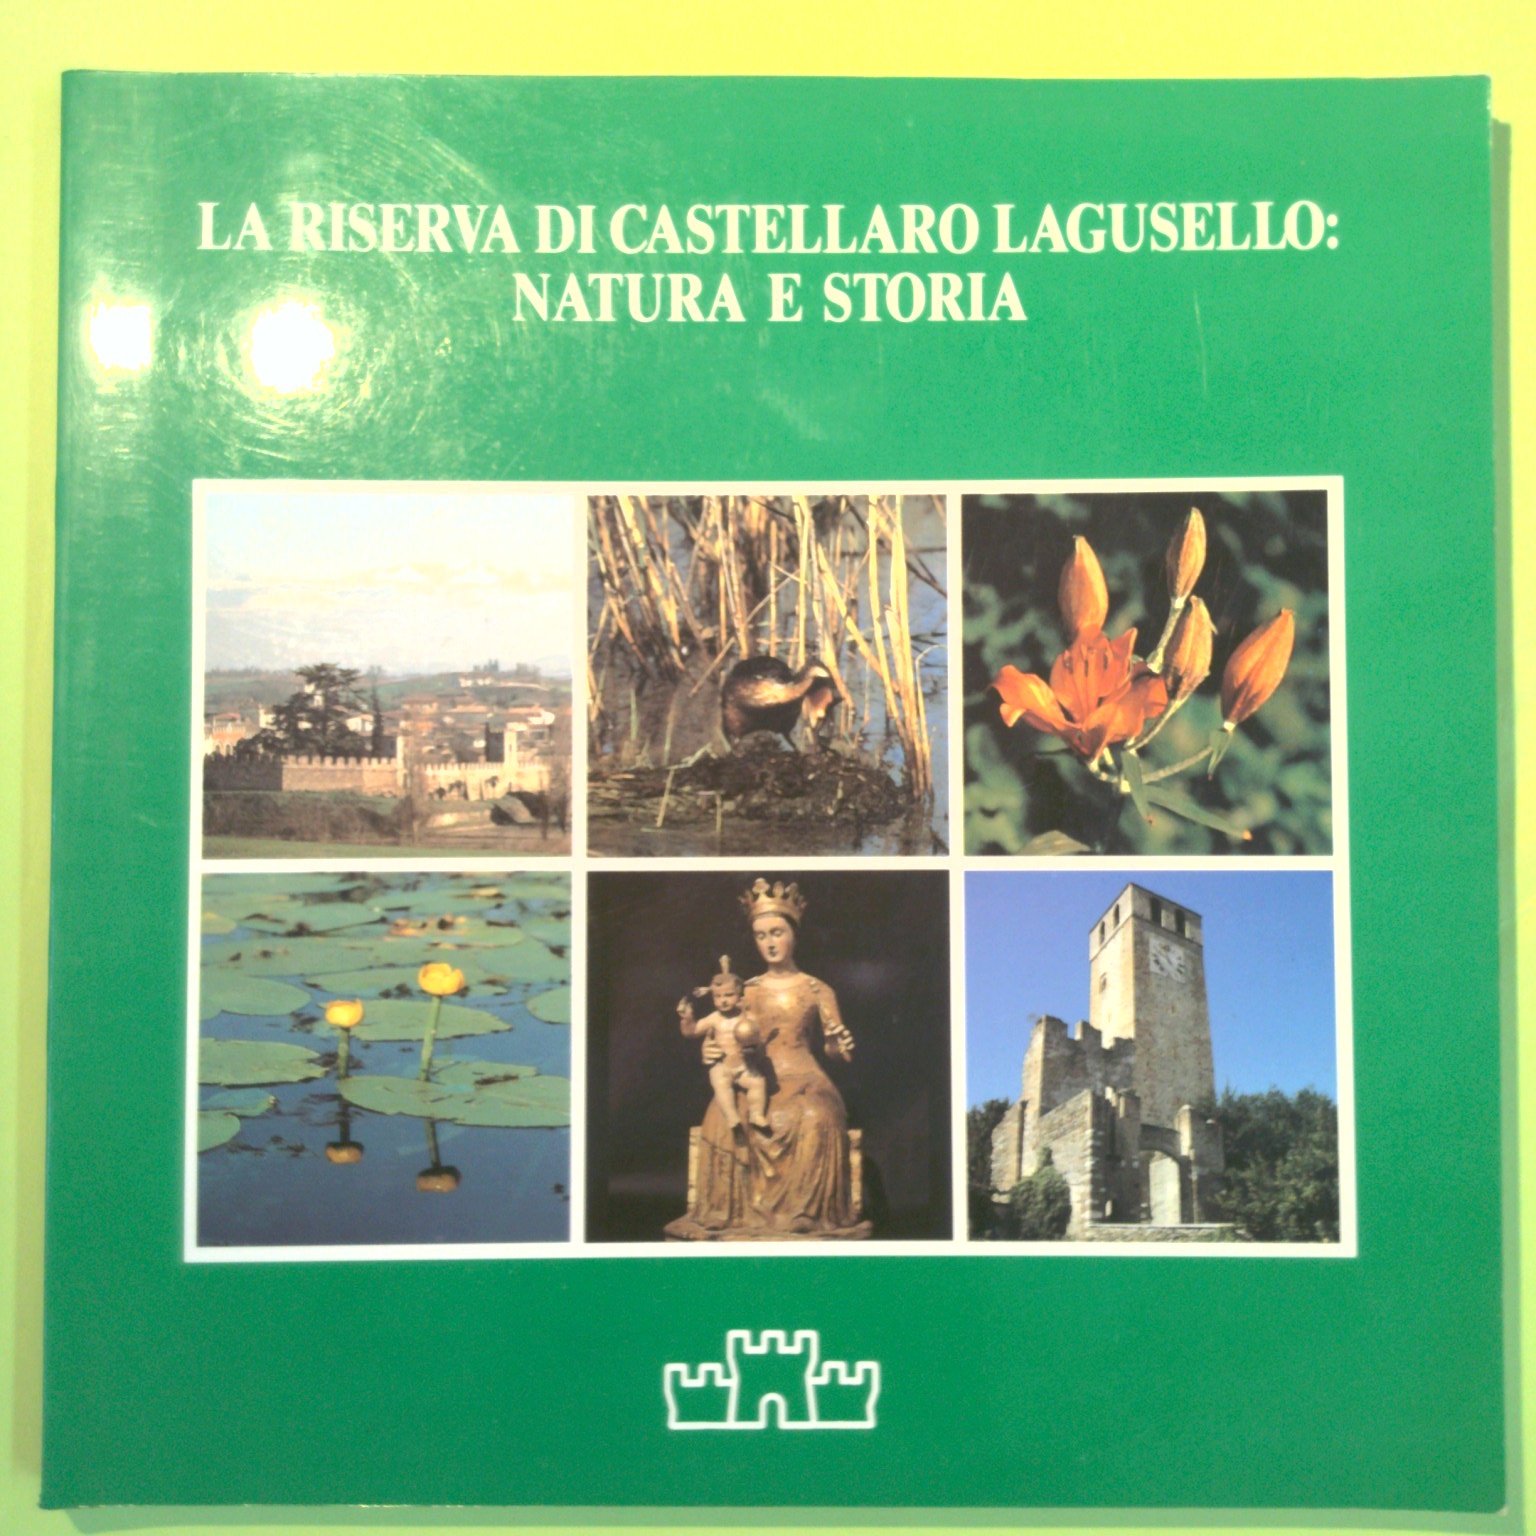 LA RISERVA DI CASTELLARO LAGUSELLO:
NATURA E STORIA